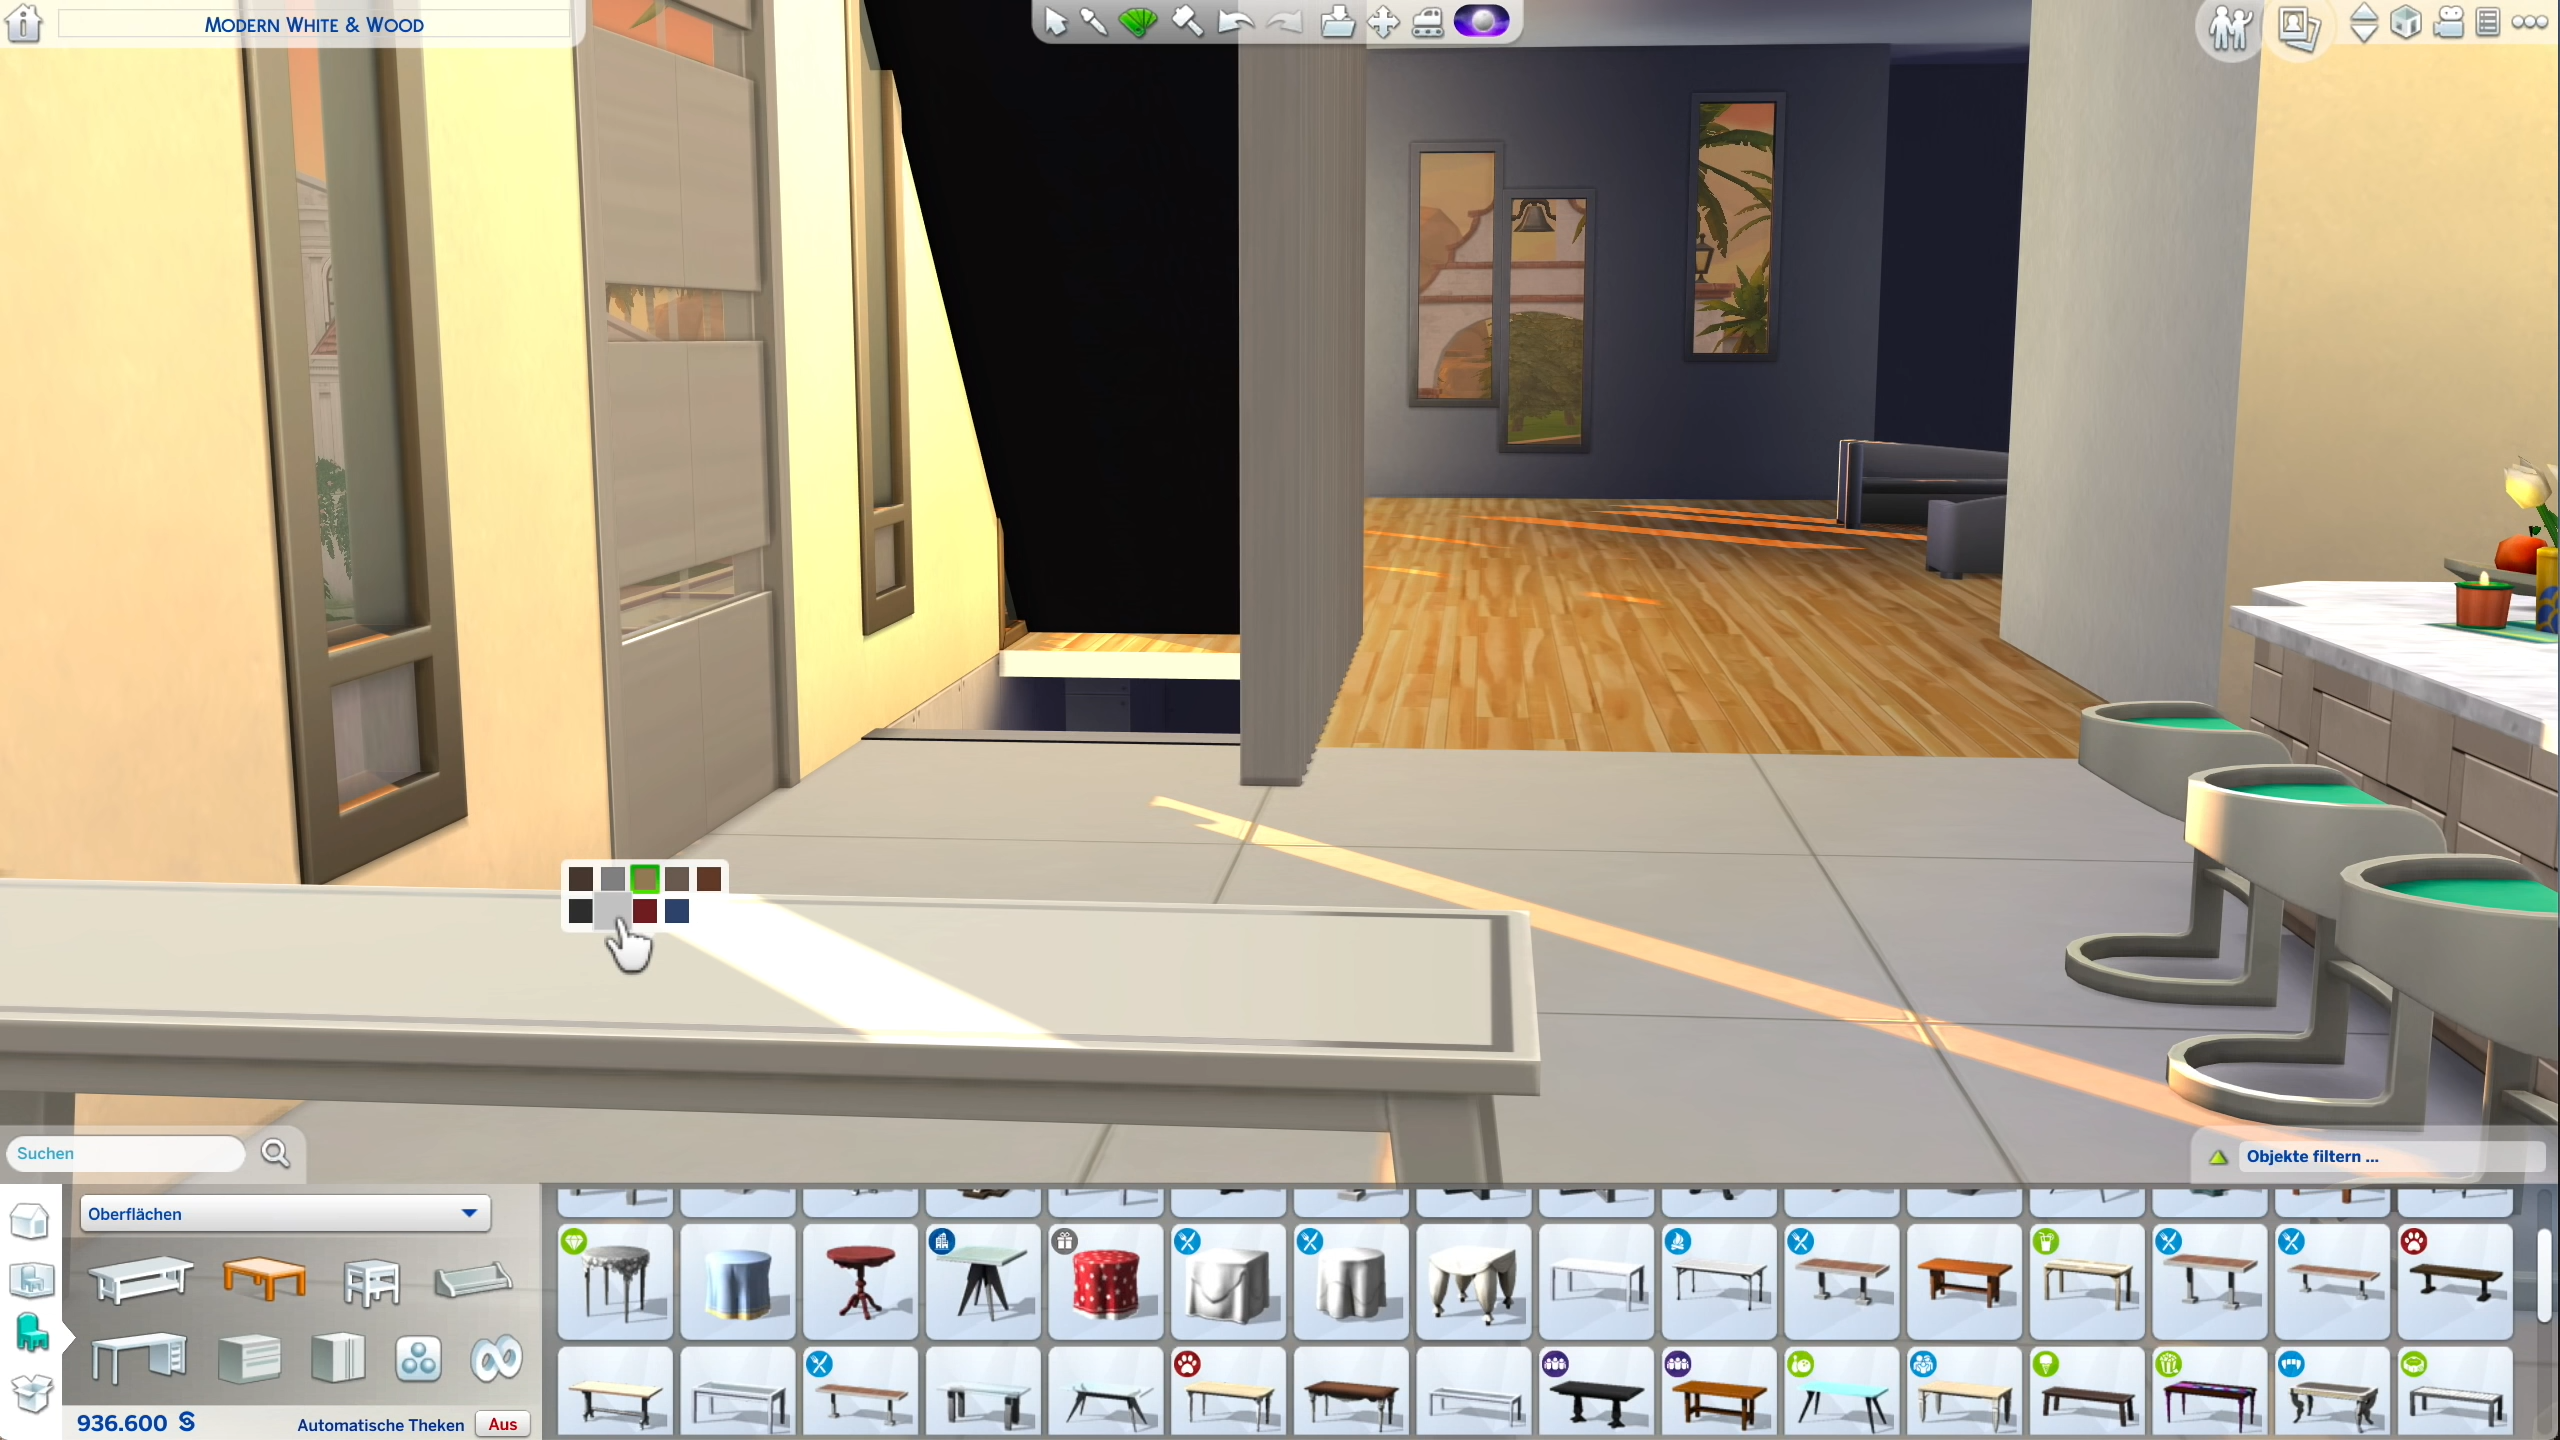 MODERN WHITE & WOOD
Suchen
Objekte filtern ...
Oberflächen
936.600 §
Automatische Theken Aus